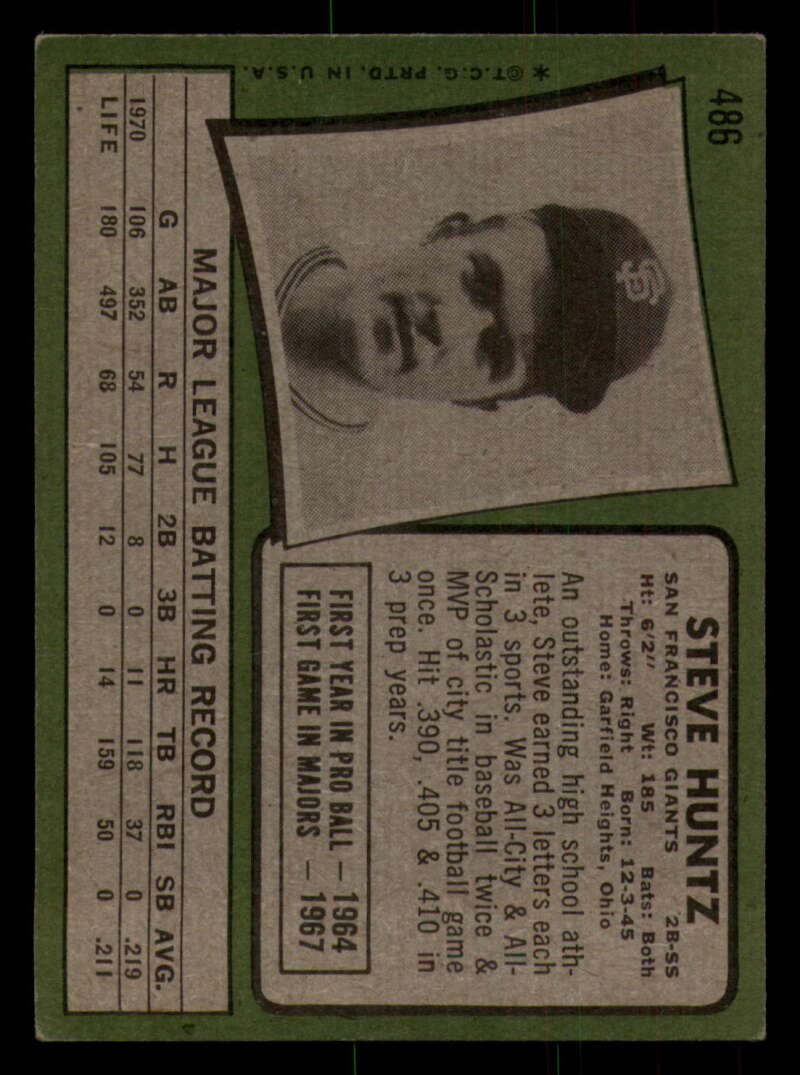 486
* ©T.C.G. PRTD. IN U.S.A.
SF
STEVE HUNTZ
SAN FRANCISCO GIANTS 2B-SS
Ht: 6'2" Wt: 185 Bats: Both
Throws: Right Born: 12-3-45
Home: Garfield Heights, Ohio
An outstanding high school ath-
lete, Steve earned 3 letters each
in 3 sports. Was All-City & All-
Scholastic in baseball twice &
MVP of city title football game
once. Hit .390, .405 & .410 in
3 prep years.
FIRST YEAR IN PRO BALL — 1964
FIRST GAME IN MAJORS — 1967
MAJOR LEAGUE BATTING RECORD
G AB R H 2B 3B HR TB RBI SB AVG.
1970 106 352 54 77 8 0 11 118 37 0 .219
LIFE 180 497 68 105 12 0 14 159 50 0 .211